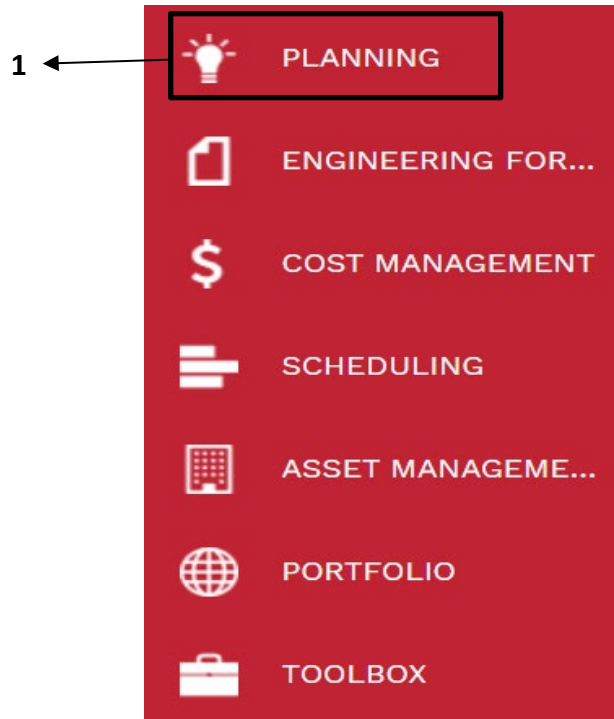 1
PLANNING
ENGINEERING FOR...
COST MANAGEMENT
SCHEDULING
ASSET MANAGEME...
PORTFOLIO
TOOLBOX